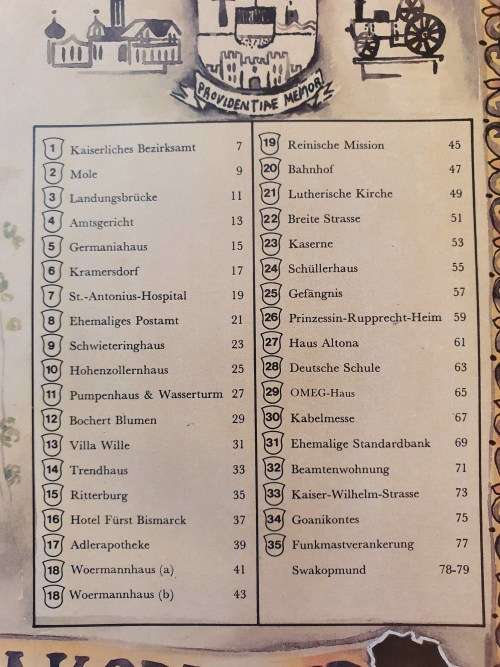 PROVIDENTIAE MEMOR
1 Kaiserliches Bezirksamt 7
2 Mole 9
3 Landungsbrücke 11
4 Amtsgericht 13
5 Germaniahaus 15
6 Kramersdorf 17
7 St.-Antonius-Hospital 19
8 Ehemaliges Postamt 21
9 Schwieteringhaus 23
10 Hohenzollernhaus 25
11 Pumpenhaus & Wasserturm 27
12 Bochert Blumen 29
13 Villa Wille 31
14 Trendhaus 33
15 Ritterburg 35
16 Hotel Fürst Bismarck 37
17 Adlerapotheke 39
18 Woermannhaus (a) 41
18 Woermannhaus (b) 43
19 Reinische Mission 45
20 Bahnhof 47
21 Lutherische Kirche 49
22 Breite Strasse 51
23 Kaserne 53
24 Schüllerhaus 55
25 Gefängnis 57
26 Prinzessin-Rupprecht-Heim 59
27 Haus Altona 61
28 Deutsche Schule 63
29 OMEG-Haus 65
30 Kabelmesse 67
31 Ehemalige Standardbank 69
32 Beamtenwohnung 71
33 Kaiser-Wilhelm-Strasse 73
34 Goanikontes 75
35 Funkmastverankerung 77
Swakopmund 78-79